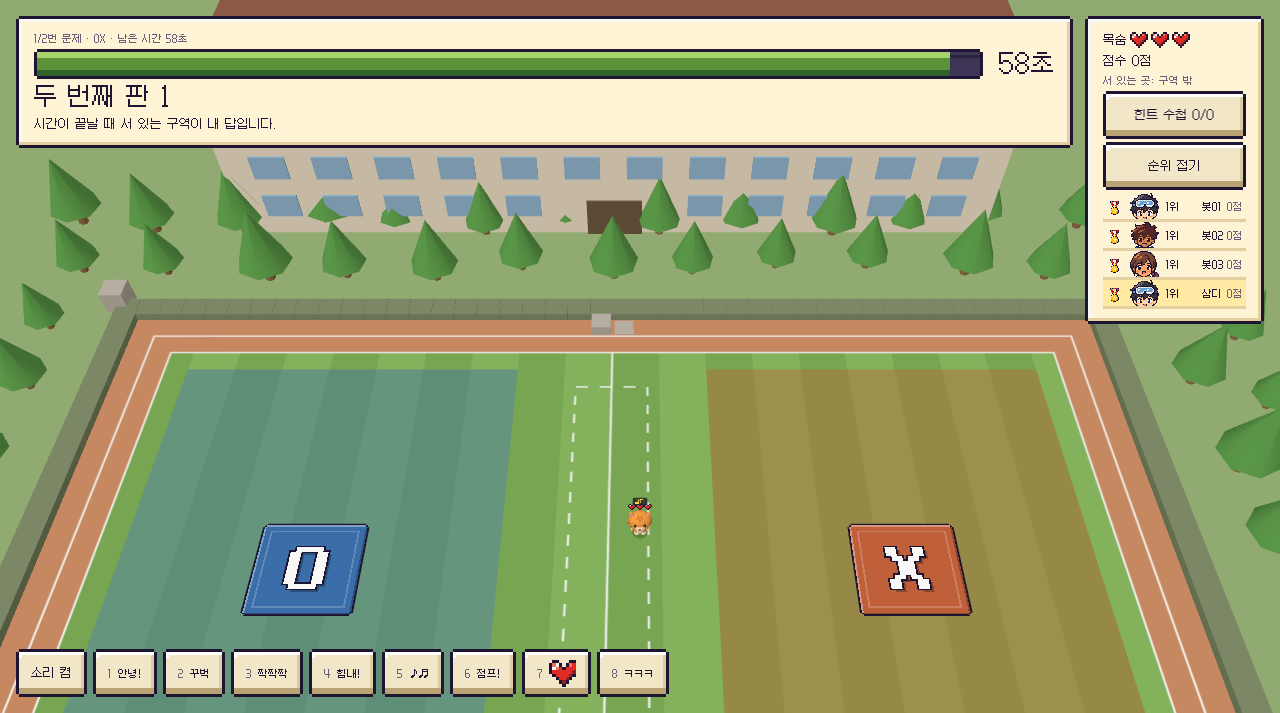 1/2번 문제 · OX · 남은 시간 58초
58초
두 번째 판 1
시간이 끝날 때 서 있는 구역이 내 답입니다.
목숨
점수 0점
서 있는 곳: 구역 밖
힌트 수첩 0/0
순위 접기
1위 봇01 0점
1위 봇02 0점
1위 봇03 0점
1위 삼디 0점
O
X
소리 켬
1 안녕!
2 꾸벅
3 짝짝짝
4 힘내!
5 ♪♬
6 점프!
7
8 ㅋㅋㅋ